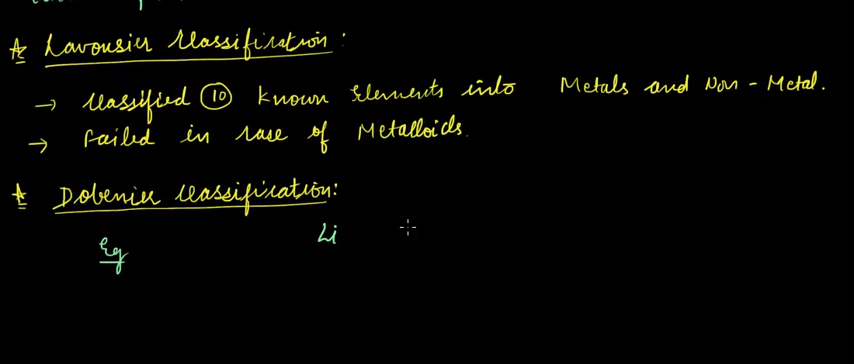 ★ Lavousier Classification :
→ Classified 10 Known Elements into Metals and Non - Metal.
→ Failed in case of Metalloids.
★ Dobenier Classification:
Eg Li